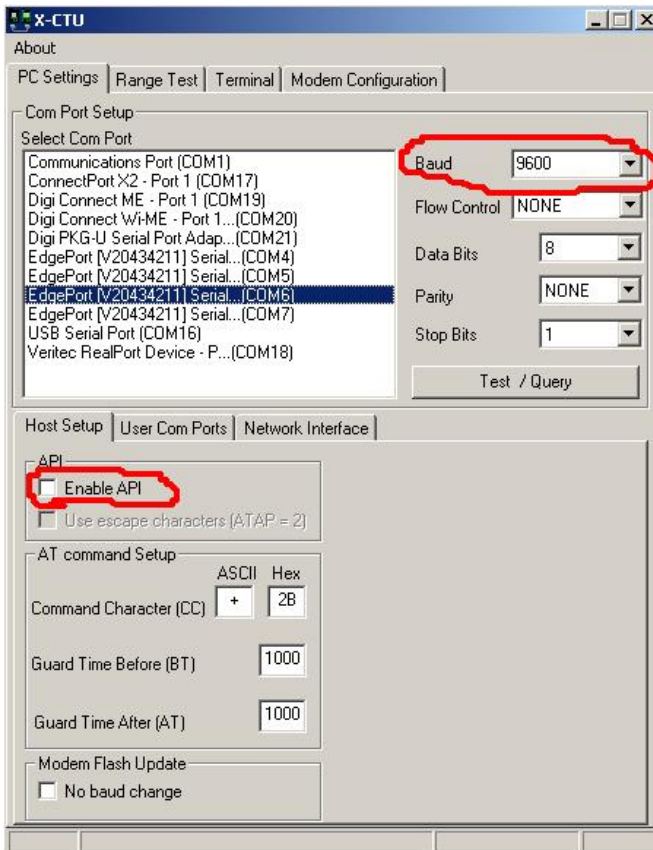 X-CTU
About
PC Settings Range Test Terminal Modem Configuration
Com Port Setup
Select Com Port
Communications Port (COM1)
ConnectPort X2 - Port 1 (COM17)
Digi Connect ME - Port 1 (COM19)
Digi Connect Wi-ME - Port 1...(COM20)
Digi PKG-U Serial Port Adap...(COM21)
EdgePort [V20434211] Serial...(COM4)
EdgePort [V20434211] Serial...(COM5)
EdgePort [V20434211] Serial...(COM6)
EdgePort [V20434211] Serial...(COM7)
USB Serial Port (COM16)
Veritec RealPort Device - P...(COM18)
Baud 9600
Flow Control NONE
Data Bits 8
Parity NONE
Stop Bits 1
Test / Query
Host Setup User Com Ports Network Interface
API
Enable API
Use escape characters (ATAP = 2)
AT command Setup
ASCII Hex
Command Character (CC) + 2B
Guard Time Before (BT) 1000
Guard Time After (AT) 1000
Modem Flash Update
No baud change